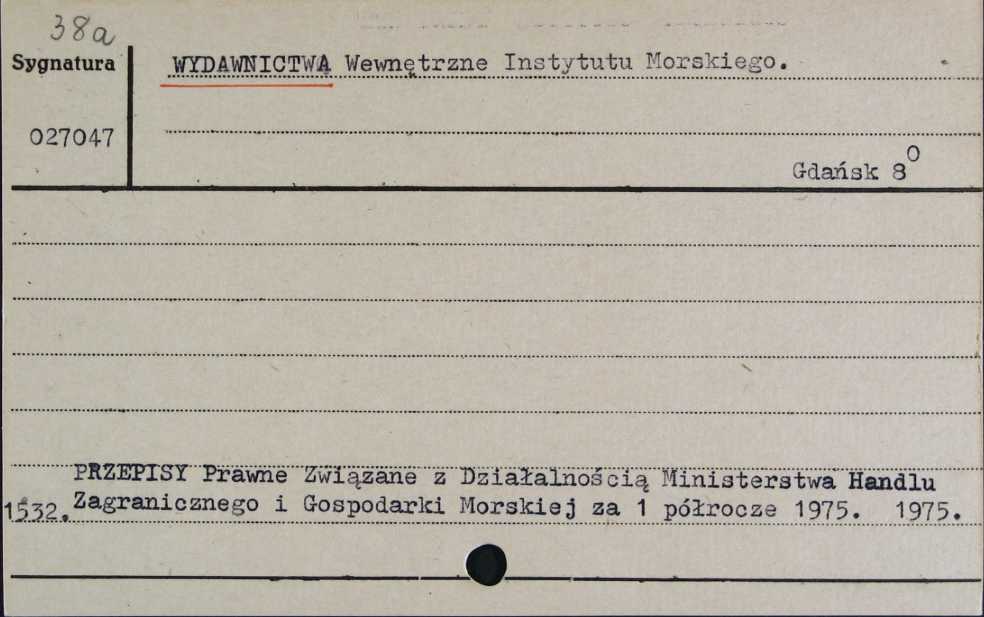 38a
Sygnatura
WYDAWNICTWA Wewnętrzne Instytutu Morskiego.
027047
Gdańsk 8⁰
PRZEPISY Prawne Związane z Działalnością Ministerstwa Handlu
1532. Zagranicznego i Gospodarki Morskiej za 1 półrocze 1975. 1975.